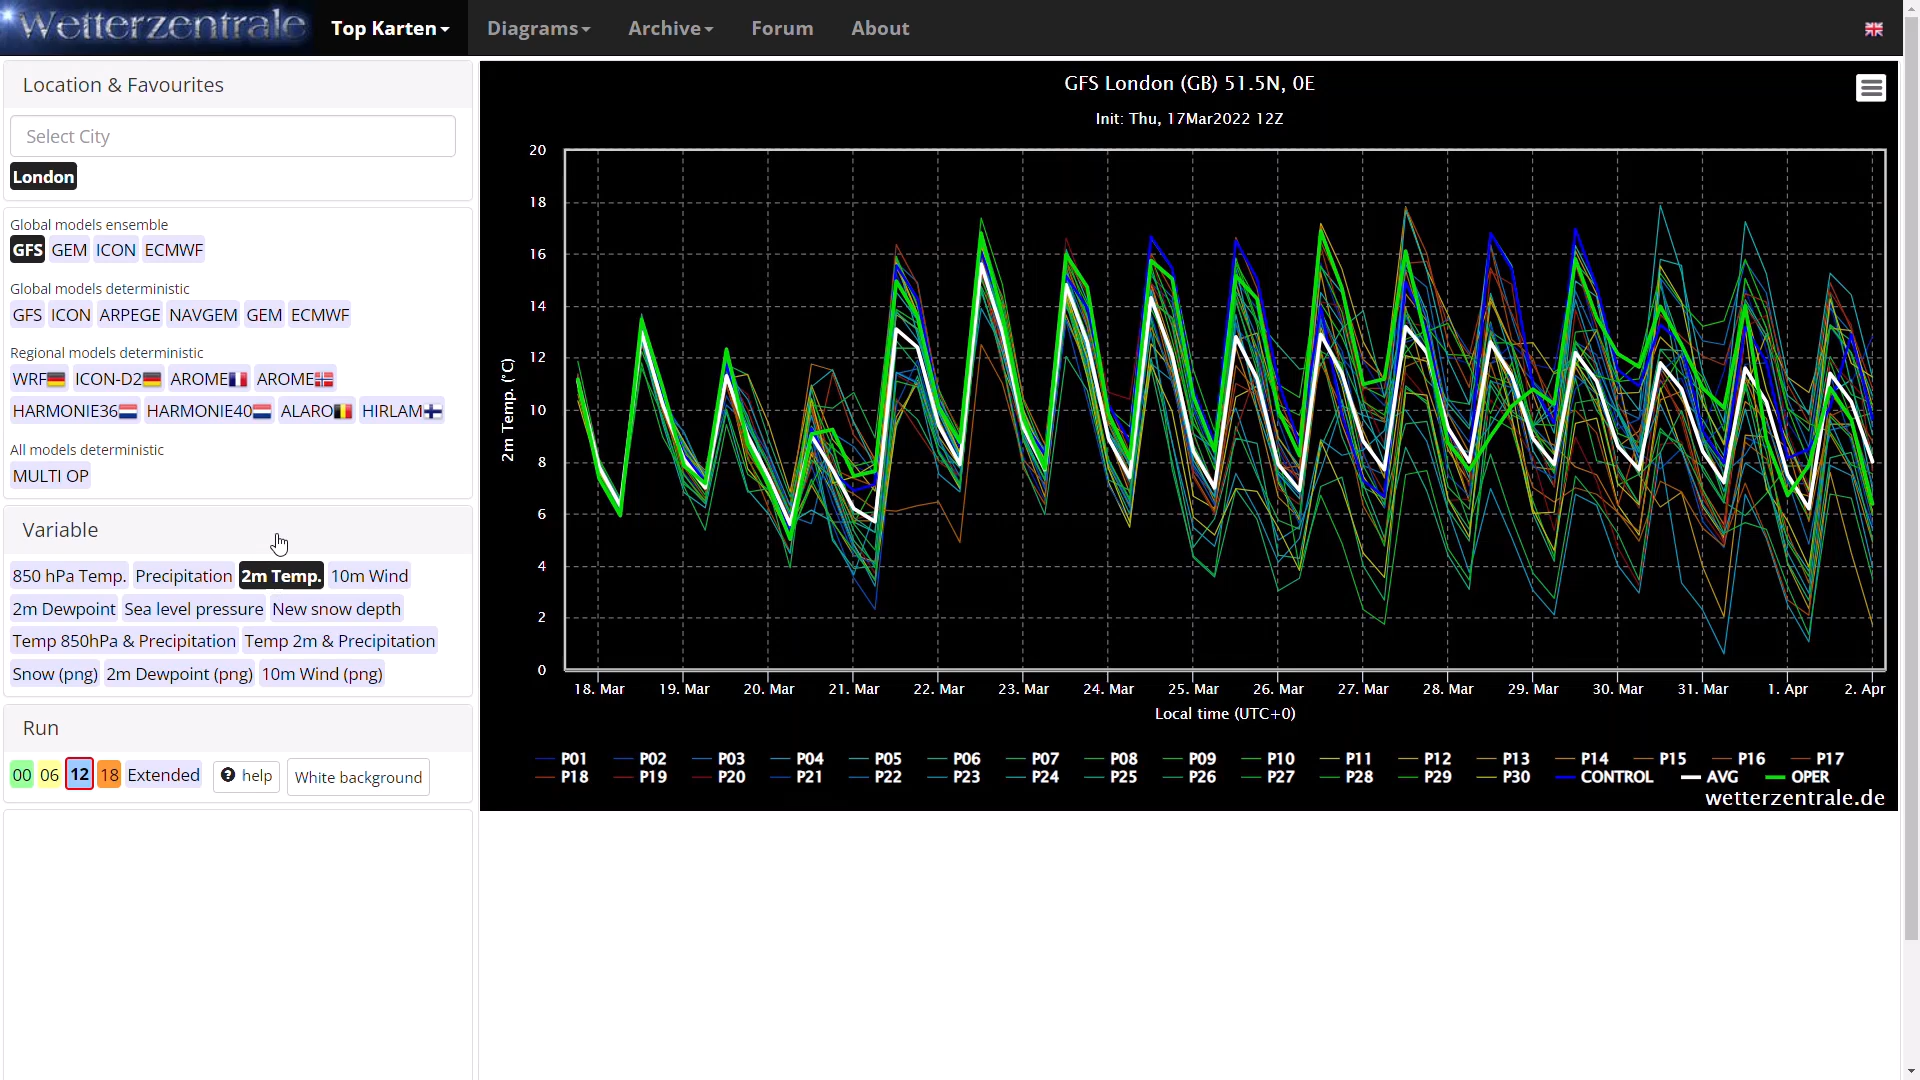 Wetterzentrale Top Karten Diagrams Archive Forum About
Location & Favourites
Select City
London
Global models ensemble
GFS GEM ICON ECMWF
Global models deterministic
GFS ICON ARPEGE NAVGEM GEM ECMWF
Regional models deterministic
WRF ICON-D2 AROME AROME
HARMONIE36 HARMONIE40 ALARO HIRLAM
All models deterministic
MULTI OP
Variable
850 hPa Temp. Precipitation 2m Temp. 10m Wind
2m Dewpoint Sea level pressure New snow depth
Temp 850hPa & Precipitation Temp 2m & Precipitation
Snow (png) 2m Dewpoint (png) 10m Wind (png)
Run
00 06 12 18 Extended help White background
GFS London (GB) 51.5N, 0E
Init: Thu, 17Mar2022 12Z
20
18
16
14
12
10
8
6
4
2
0
2m Temp. (°C)
18. Mar 19. Mar 20. Mar 21. Mar 22. Mar 23. Mar 24. Mar 25. Mar 26. Mar 27. Mar 28. Mar 29. Mar 30. Mar 31. Mar 1. Apr 2. Apr
Local time (UTC+0)
P01 P02 P03 P04 P05 P06 P07 P08 P09 P10 P11 P12 P13 P14 P15 P16 P17
P18 P19 P20 P21 P22 P23 P24 P25 P26 P27 P28 P29 P30 CONTROL AVG OPER
wetterzentrale.de